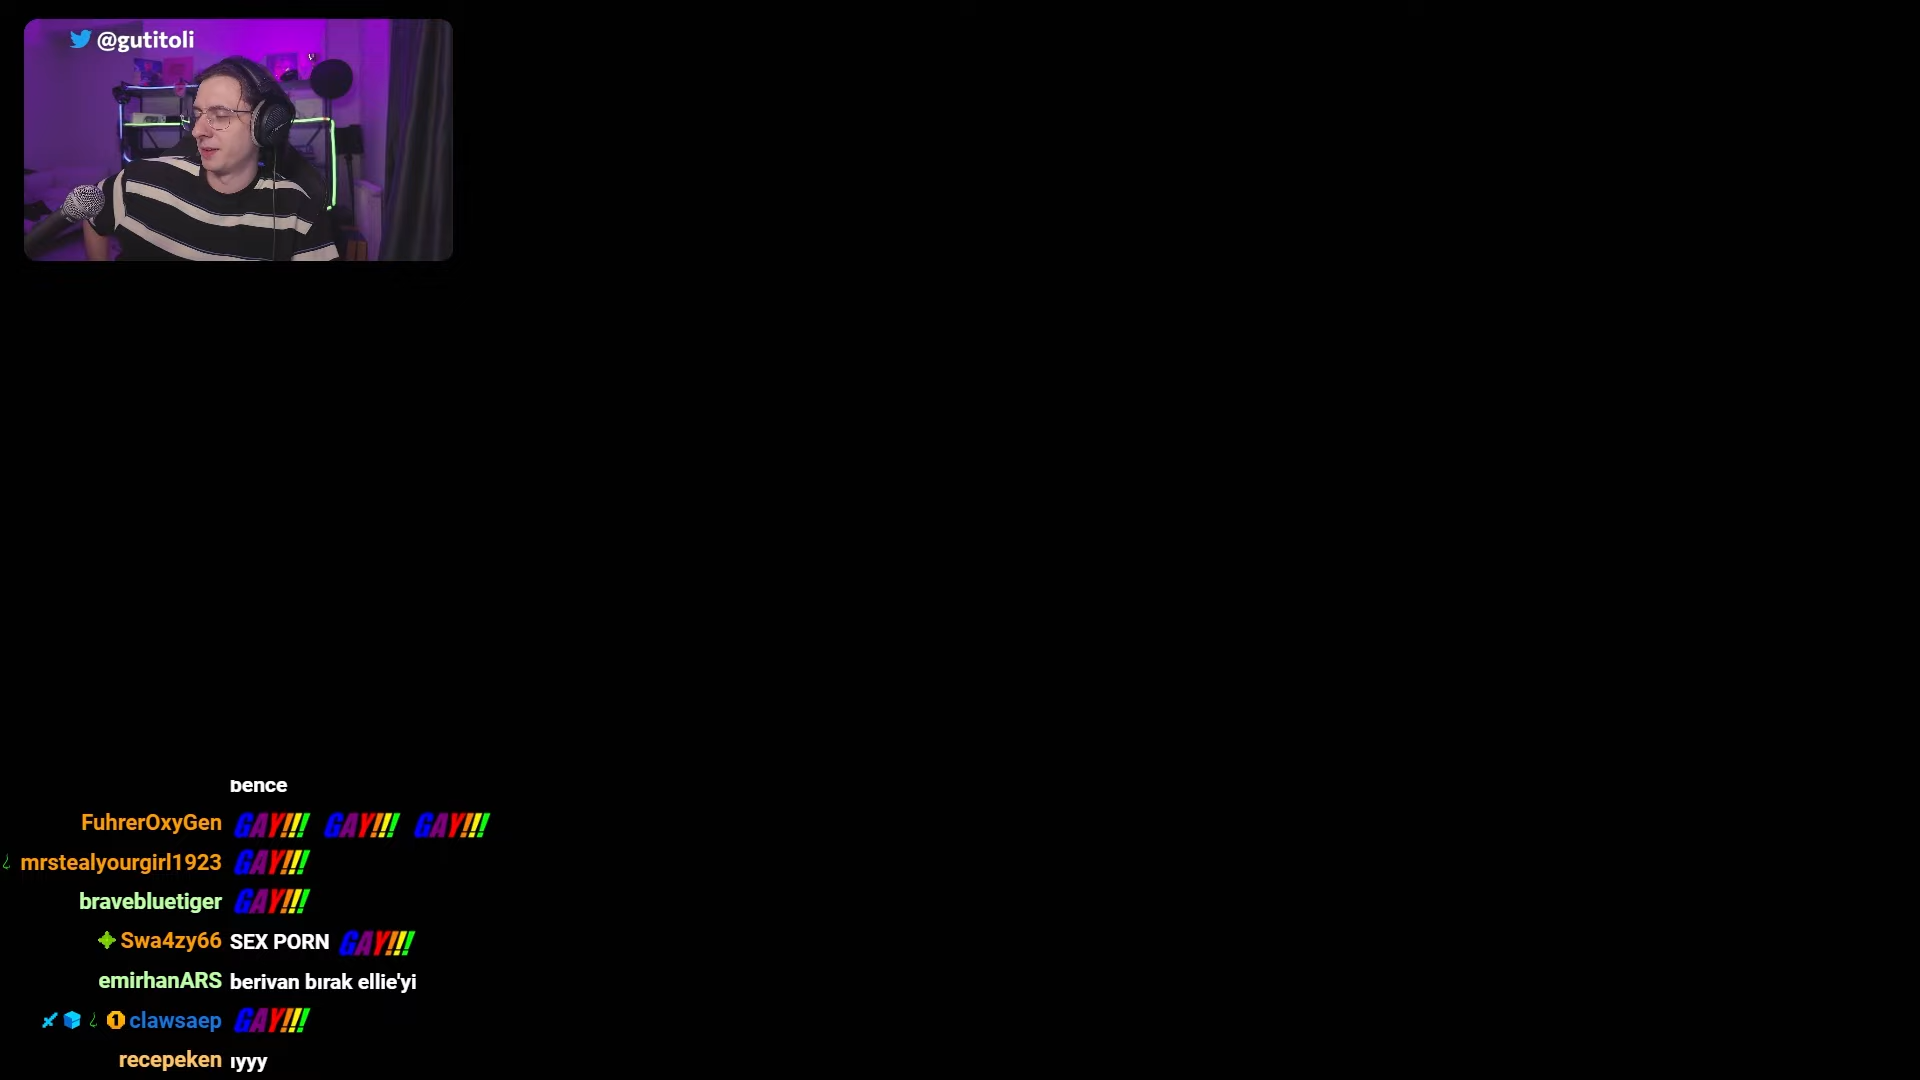 @gutitoli
bence
FuhrerOxyGen GAY!!! GAY!!! GAY!!!
mrstealyourgirl1923 GAY!!!
bravebluetiger GAY!!!
Swa4zy66 SEX PORN GAY!!!
emirhanARS berivan bırak ellie'yi
1 clawsaep GAY!!!
recepeken ıyyy